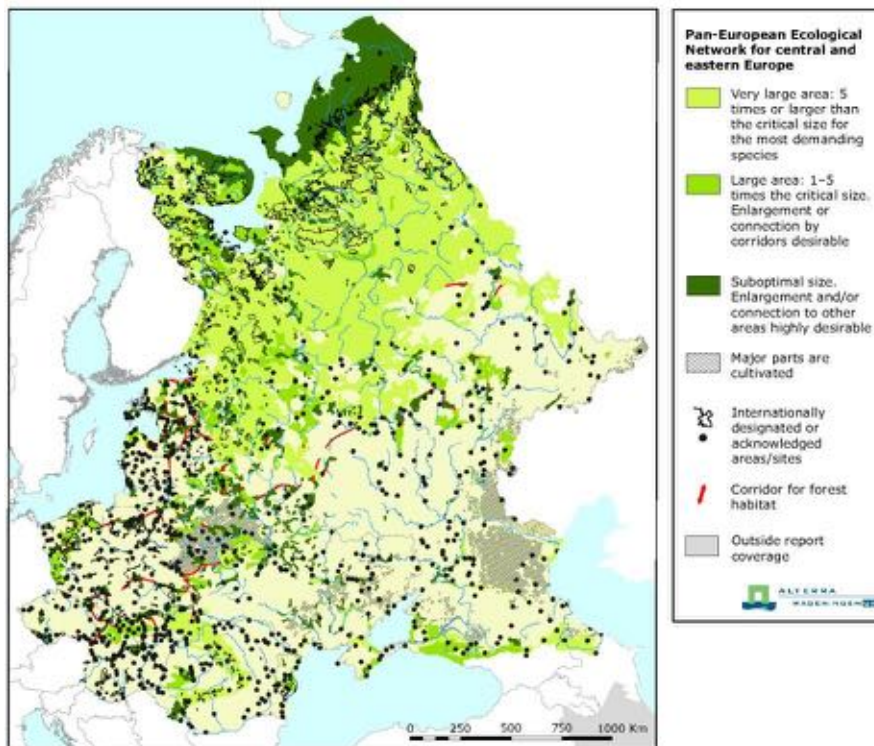 Pan-European Ecological
Network for central and
eastern Europe
Very large area: 5
times or larger than
the critical size for
the most demanding
species
Large area: 1–5
times the critical size.
Enlargement or
connection by
corridors desirable
Suboptimal size.
Enlargement and/or
connection to other
areas highly desirable
Major parts are
cultivated
Internationally
designated or
acknowledged
areas/sites
Corridor for forest
habitat
Outside report
coverage
ALTERRA
WAGENINGEN
0 250 500 750 1000 Km